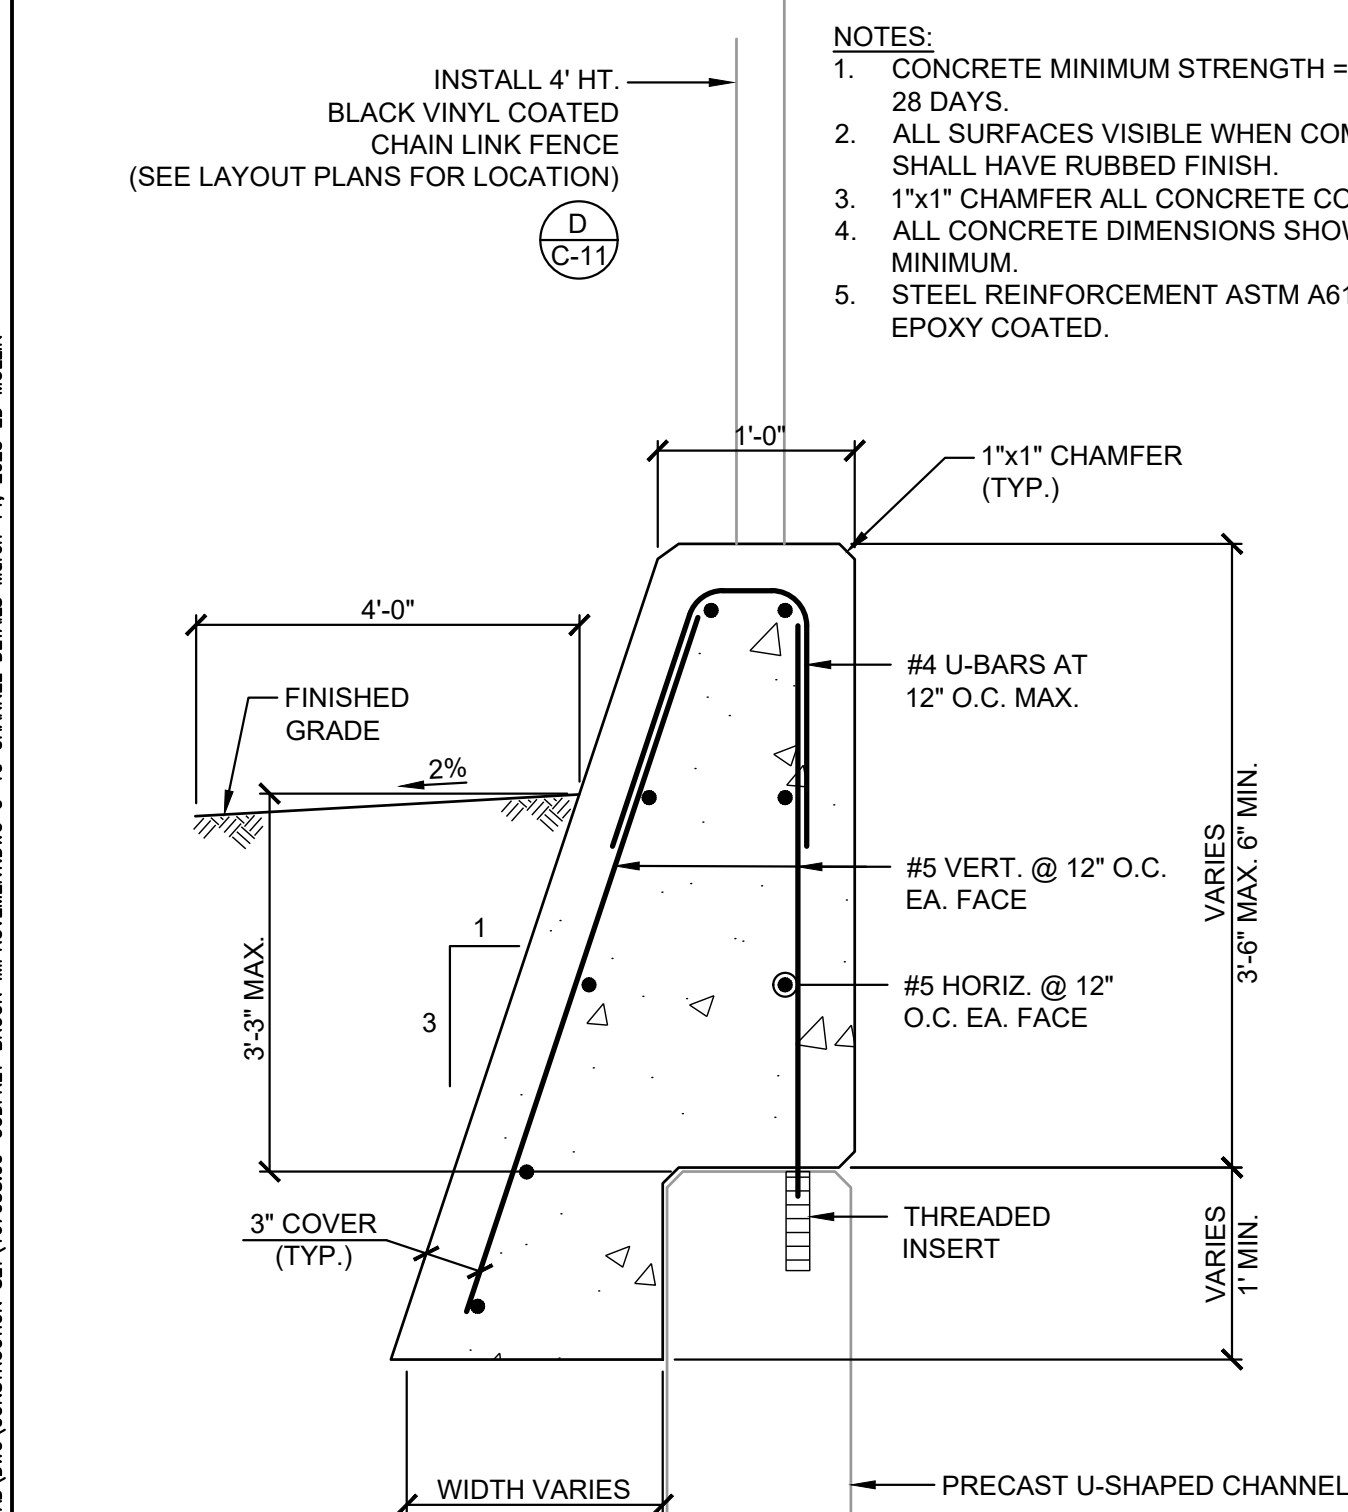 INSTALL 4' HT.
BLACK VINYL COATED
CHAIN LINK FENCE
(SEE LAYOUT PLANS FOR LOCATION)
D
C-11
NOTES:
1. CONCRETE MINIMUM STRENGTH =
28 DAYS.
2. ALL SURFACES VISIBLE WHEN
SHALL HAVE RUBBED FINISH.
3. 1"x1" CHAMFER ALL CONCRETE
4. ALL CONCRETE DIMENSIONS
MINIMUM.
5. STEEL REINFORCEMENT ASTM
EPOXY COATED.
1'-0"
1"x1" CHAMFER
(TYP.)
4'-0"
FINISHED
GRADE
2%
#4 U-BARS AT
12" O.C. MAX.
#5 VERT. @ 12" O.C.
EA. FACE
VARIES
3'-6" MAX. 6" MIN.
1
3
3'-3" MAX.
#5 HORIZ. @ 12"
O.C. EA. FACE
3" COVER
(TYP.)
THREADED
INSERT
VARIES
1' MIN.
WIDTH VARIES
PRECAST U-SHAPED CHANNEL